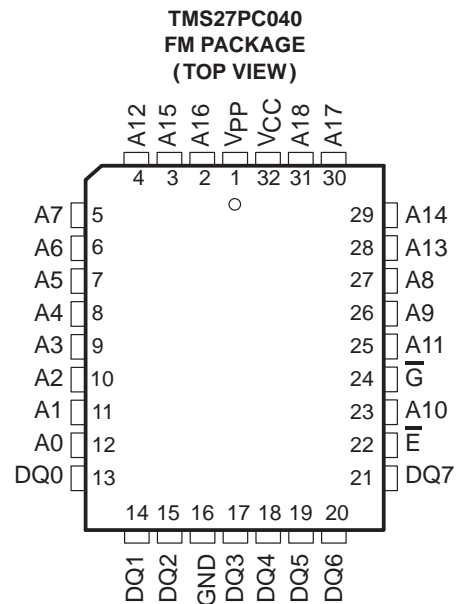 TMS27PC040
FM PACKAGE
(TOP VIEW)
A12 A15 A16 VPP VCC A18 A17
4 3 2 1 32 31 30
A7 5 29 A14
A6 6 28 A13
A5 7 27 A8
A4 8 26 A9
A3 9 25 A11
A2 10 24 G̅
A1 11 23 A10
A0 12 22 E̅
DQ0 13 21 DQ7
14 15 16 17 18 19 20
DQ1 DQ2 GND DQ3 DQ4 DQ5 DQ6